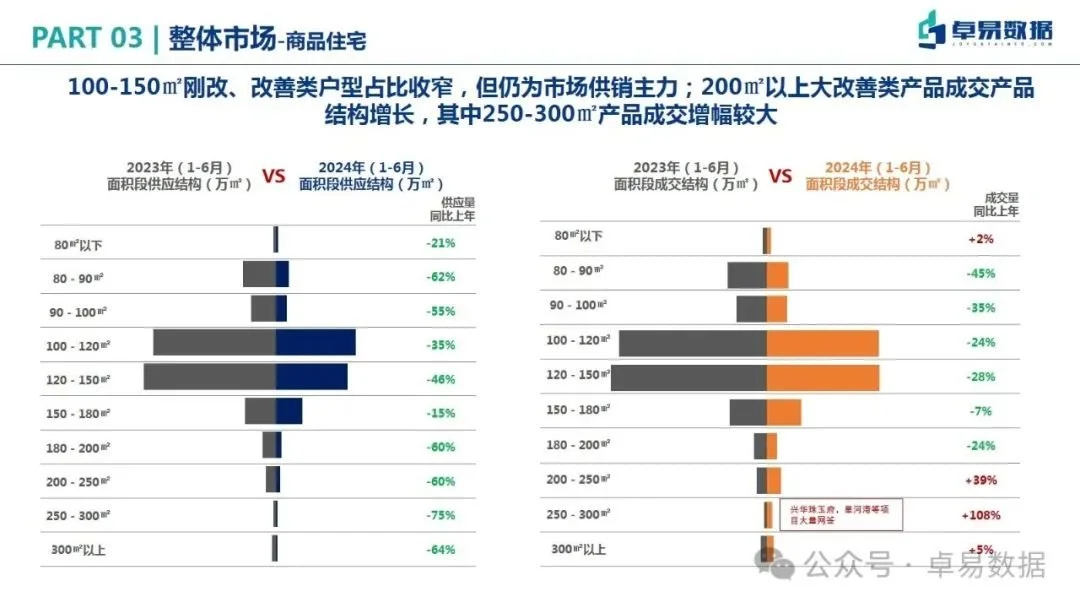 PART 03 | 整体市场-商品住宅
卓易数据
100-150㎡刚改、改善类户型占比收窄，但仍为市场供销主力；200㎡以上大改善类产品成交产品
结构增长，其中250-300㎡产品成交增幅较大
2023年（1-6月）
面积段供应结构（万㎡）
VS
2024年（1-6月）
面积段供应结构（万㎡）
供应量
同比上年
80㎡以下 -21%
80 - 90㎡ -62%
90 - 100㎡ -55%
100 - 120㎡ -35%
120 - 150㎡ -46%
150 - 180㎡ -15%
180 - 200㎡ -60%
200 - 250㎡ -60%
250 - 300㎡ -75%
300㎡以上 -64%
2023年（1-6月）
面积段成交结构（万㎡）
VS
2024年（1-6月）
面积段成交结构（万㎡）
成交量
同比上年
80㎡以下 +2%
80 - 90㎡ -45%
90 - 100㎡ -35%
100 - 120㎡ -24%
120 - 150㎡ -28%
150 - 180㎡ -7%
180 - 200㎡ -24%
200 - 250㎡ +39%
250 - 300㎡ +108%
兴华珠玉府，星河湾等项
目大量网签
300㎡以上 +5%
公众号 · 卓易数据